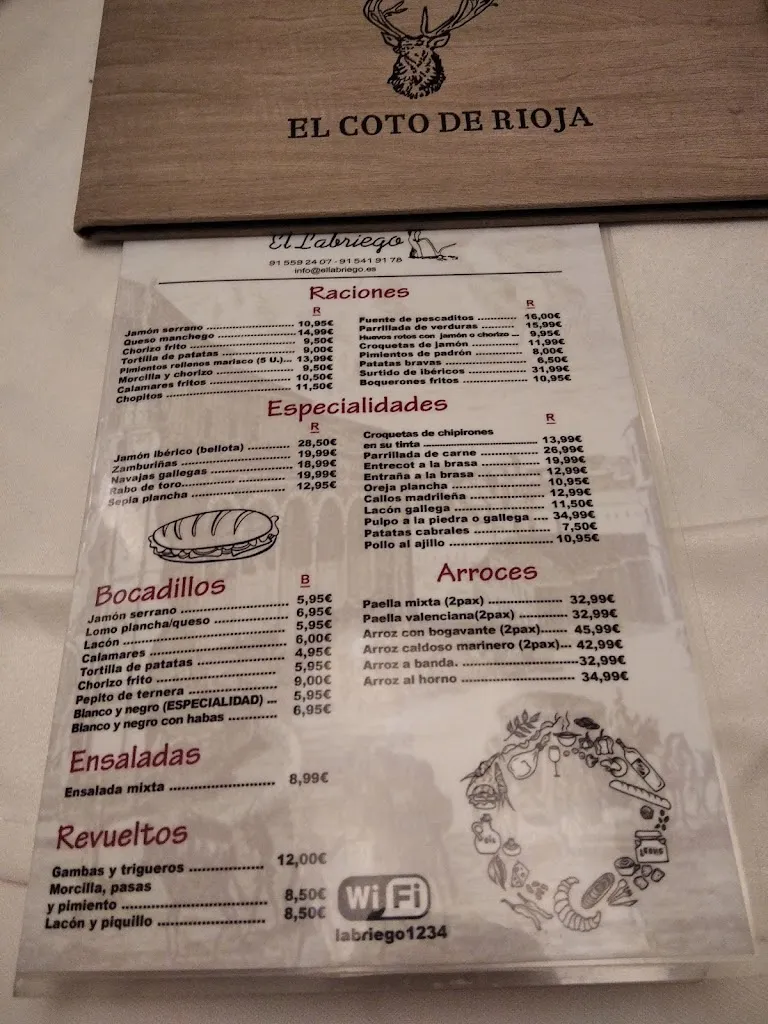 EL COTO DE RIOJA
El Labriego
91 559 24 07 - 91 541 91 78
info@ellabriego.es
Raciones
R
Jamón serrano ........ 10,95€
Queso manchego ........ 14,99€
Chorizo frito ........ 9,50€
Tortilla de patatas ........ 9,00€
Pimientos rellenos marisco (5 U.)... 13,99€
Morcilla y chorizo ........ 9,50€
Calamares fritos ........ 10,50€
Chopitos ........ 11,50€
R
Fuente de pescaditos ........ 16,00€
Parrillada de verduras ........ 15,99€
Huevos rotos con jamón o chorizo ... 9,95€
Croquetas de jamón ........ 11,99€
Pimientos de padrón ........ 8,00€
Patatas bravas ........ 6,50€
Surtido de ibéricos ........ 31,99€
Boquerones fritos ........ 10,95€
Especialidades
R
Jamón ibérico (bellota) ........ 28,50€
Zamburiñas ........ 19,99€
Navajas gallegas ........ 18,99€
Rabo de toro........ 19,99€
Sepia plancha ........ 12,95€
R
Croquetas de chipirones
en su tinta ........ 13,99€
Parrillada de carne ........ 26,99€
Entrecot a la brasa ........ 19,99€
Entraña a la brasa ........ 12,99€
Oreja plancha ........ 10,95€
Callos madrileña ........ 12,99€
Lacón gallega ........ 11,50€
Pulpo a la piedra o gallega .... 34,99€
Patatas cabrales ........ 7,50€
Pollo al ajillo ........ 10,95€
Bocadillos
B
Jamón serrano ........ 5,95€
Lomo plancha/queso ........ 6,95€
Lacón ........ 5,95€
Calamares ........ 6,00€
Tortilla de patatas ........ 4,95€
Chorizo frito ........ 5,95€
Pepito de ternera ........ 9,00€
Blanco y negro (ESPECIALIDAD) ... 5,95€
Blanco y negro con habas ........ 6,95€
Arroces
Paella mixta (2pax) ........ 32,99€
Paella valenciana(2pax) ........ 32,99€
Arroz con bogavante (2pax)....... 45,99€
Arroz caldoso marinero (2pax)... 42,99€
Arroz a banda. ........32,99€
Arroz al horno ........ 34,99€
Ensaladas
Ensalada mixta ........ 8,99€
Revueltos
Gambas y trigueros ........ 12,00€
Morcilla, pasas
y pimiento ........ 8,50€
Lacón y piquillo ........ 8,50€
WiFi
labriego1234